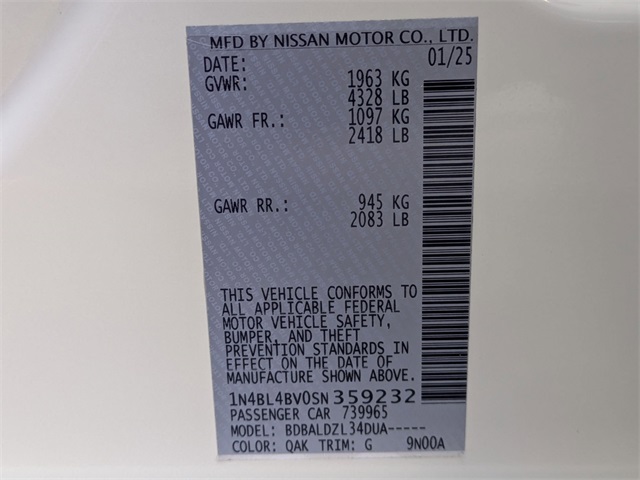 MFD BY NISSAN MOTOR CO., LTD.
DATE: 01/25
GVWR: 1963 KG
4328 LB
GAWR FR.: 1097 KG
2418 LB
GAWR RR.: 945 KG
2083 LB
THIS VEHICLE CONFORMS TO
ALL APPLICABLE FEDERAL
MOTOR VEHICLE SAFETY,
BUMPER, AND THEFT
PREVENTION STANDARDS IN
EFFECT ON THE DATE OF
MANUFACTURE SHOWN ABOVE.
1N4BL4BV0SN359232
PASSENGER CAR 739965
MODEL: BDBALDZL34DUA-----
COLOR: QAK TRIM: G 9N00A